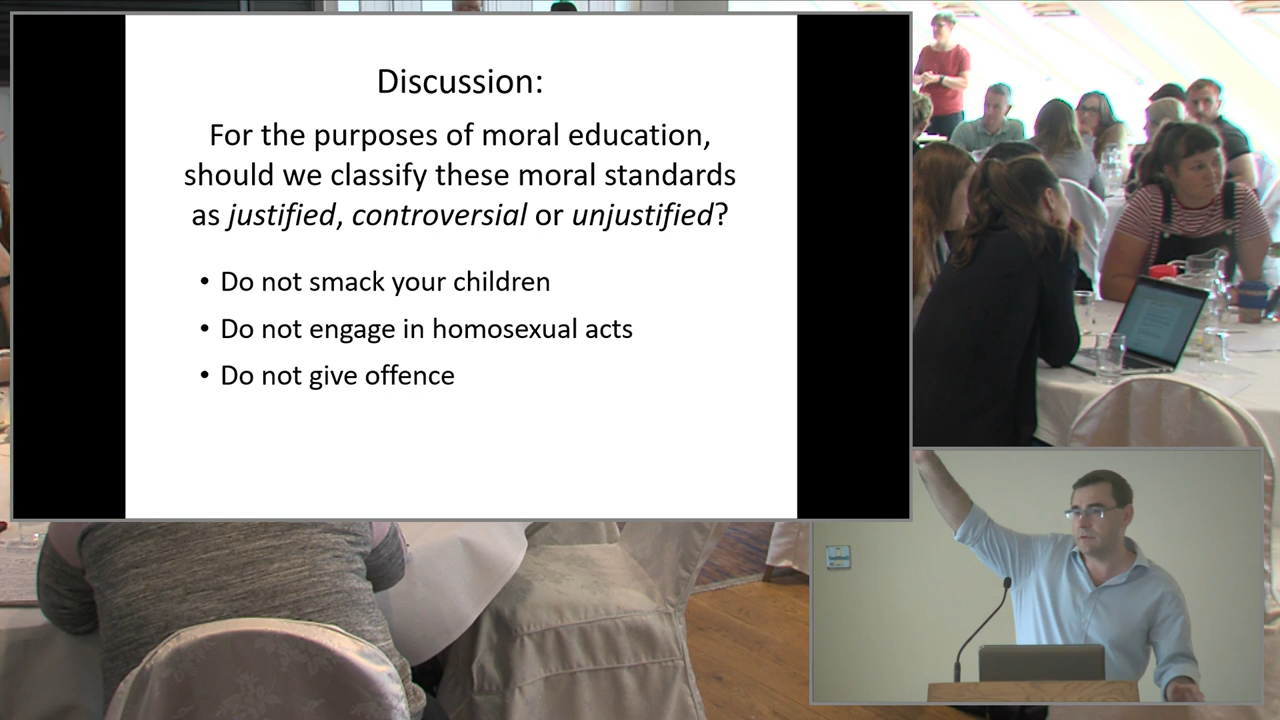 Discussion:
For the purposes of moral education,
should we classify these moral standards
as justified, controversial or unjustified?
• Do not smack your children
• Do not engage in homosexual acts
• Do not give offence